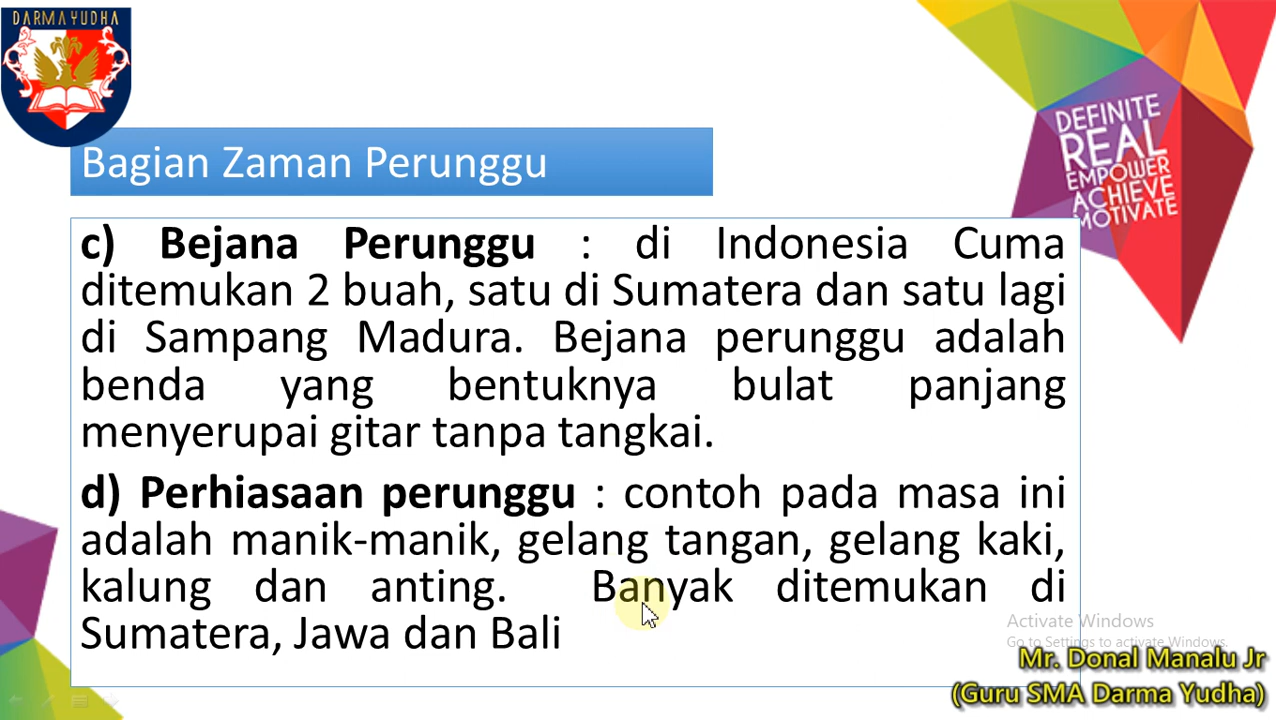 DARMAYUDHA
DEFINITE
REAL
EMPOWER
ACHIEVE
MOTIVATE
Bagian Zaman Perunggu
c) Bejana Perunggu : di Indonesia Cuma
ditemukan 2 buah, satu di Sumatera dan satu lagi
di Sampang Madura. Bejana perunggu adalah
benda yang bentuknya bulat panjang
menyerupai gitar tanpa tangkai.
d) Perhiasaan perunggu : contoh pada masa ini
adalah manik-manik, gelang tangan, gelang kaki,
kalung dan anting. Banyak ditemukan di
Sumatera, Jawa dan Bali
Activate Windows
Go to Settings to activate Windows.
Mr. Donal Manalu Jr
(Guru SMA Darma Yudha)